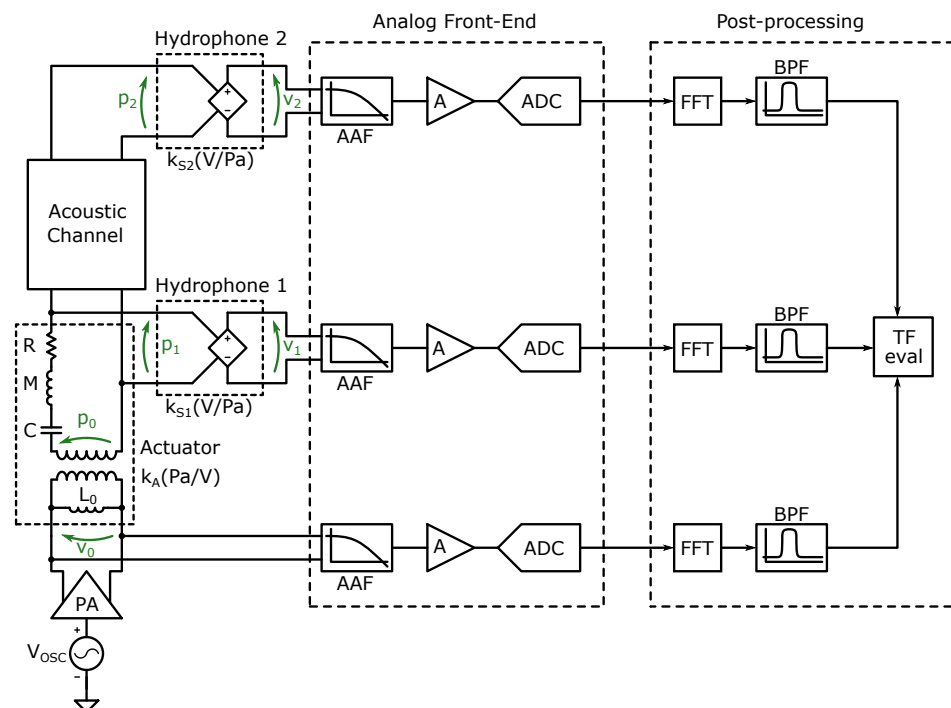 Analog Front-End
Post-processing
Hydrophone 2
p2
v2
kS2(V/Pa)
AAF
A
ADC
FFT
BPF
Acoustic
Channel
Hydrophone 1
p1
v1
kS1(V/Pa)
AAF
A
ADC
FFT
BPF
TF
eval
R
M
C
p0
Actuator
kA(Pa/V)
L0
v0
AAF
A
ADC
FFT
BPF
PA
VOSC